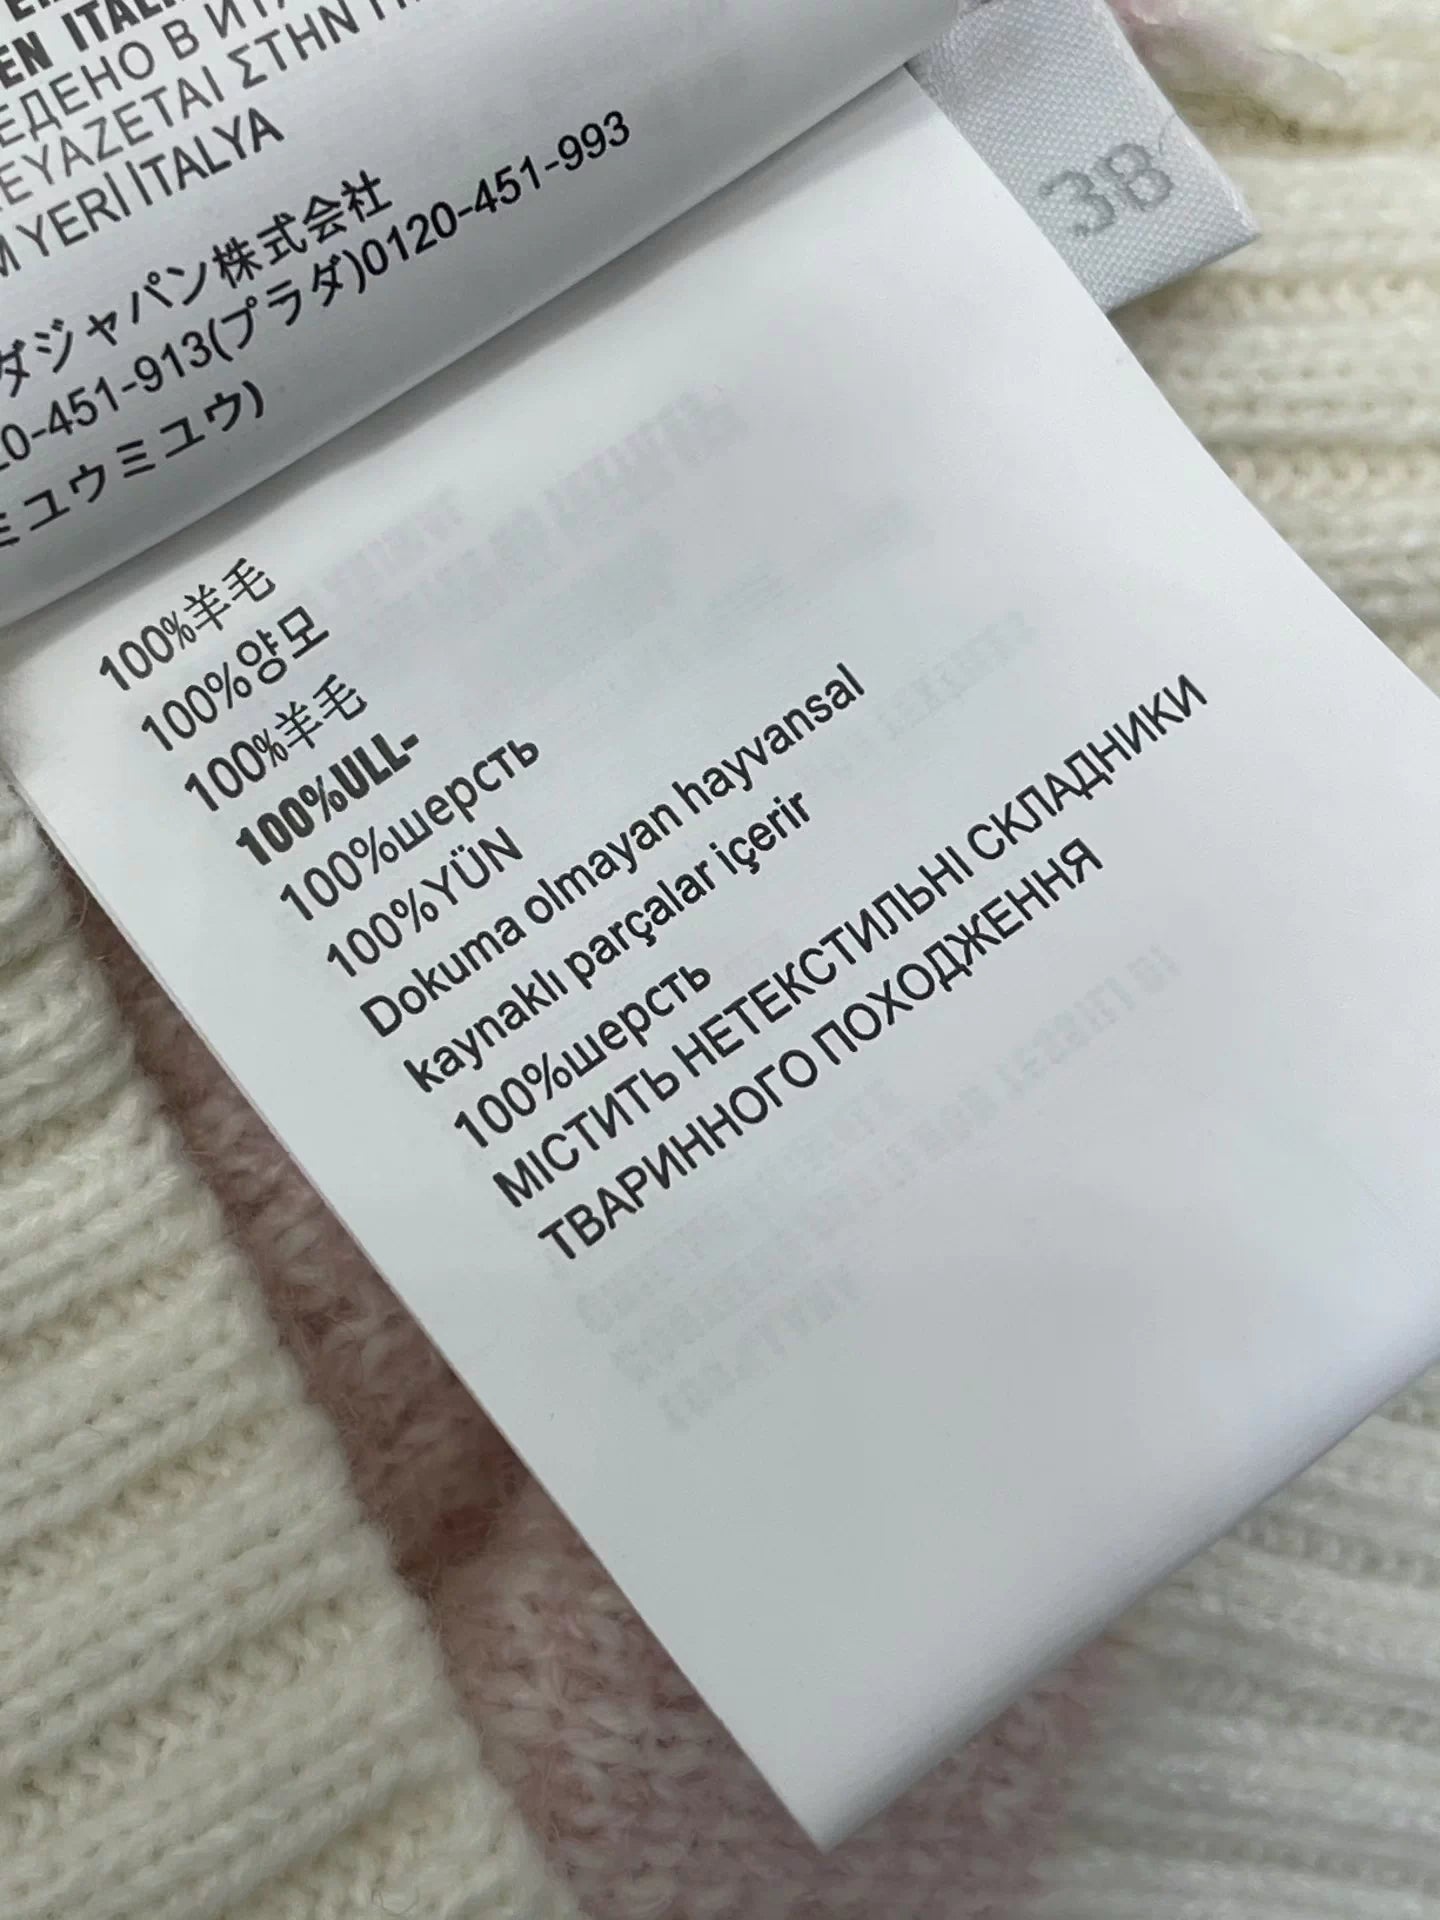 EN ITALI
ЕДЕНО В ИТА
ΣΤΗΝ
M YERİ İTALYA
ダジャパン株式会社
0-451-913(プラダ)0120-451-993
ミュウミュウ)
38
100%羊毛
100%양모
100%羊毛
100%ULL-
100%шерсть
100%YÜN
Dokuma olmayan hayvansal
kaynaklı parçalar içerir
100%шерсть
МІСТИТЬ НЕТЕКСТИЛЬНІ СКЛАДНИКИ
ТВАРИННОГО ПОХОДЖЕННЯ